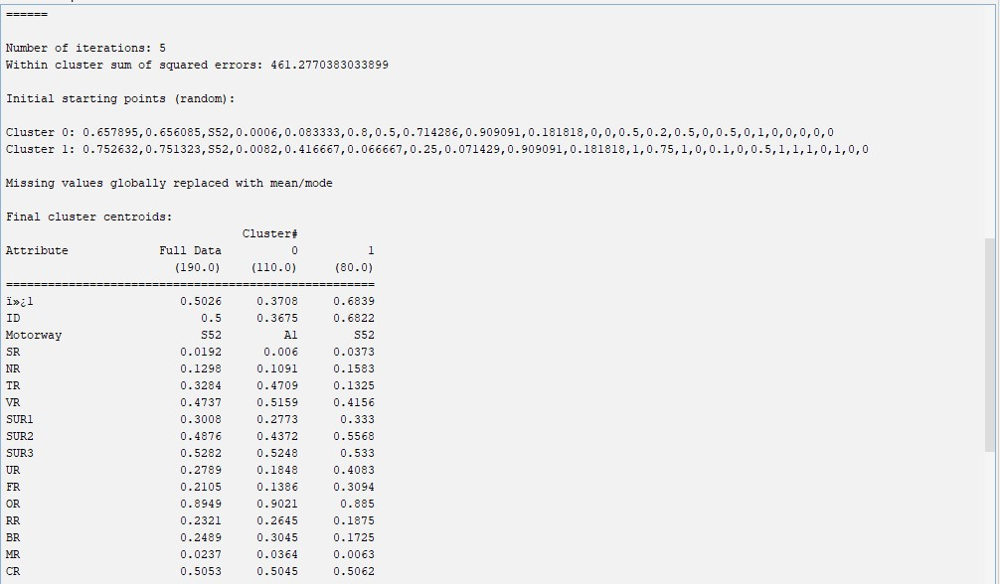 ======
Number of iterations: 5
Within cluster sum of squared errors: 461.2770383033899
Initial starting points (random):
Cluster 0: 0.657895,0.656085,S52,0.0006,0.083333,0.8,0.5,0.714286,0.909091,0.181818,0,0,0.5,0.2,0.5,0,0.5,0,1,0,0,0,0,0
Cluster 1: 0.752632,0.751323,S52,0.0082,0.416667,0.066667,0.25,0.071429,0.909091,0.181818,1,0.75,1,0,0.1,0,0.5,1,1,1,0,1,0,0
Missing values globally replaced with mean/mode
Final cluster centroids:
Cluster#
Attribute Full Data 0 1
(190.0) (110.0) (80.0)
=====================================================
ï»¿1 0.5026 0.3708 0.6839
ID 0.5 0.3675 0.6822
Motorway S52 A1 S52
SR 0.0192 0.006 0.0373
NR 0.1298 0.1091 0.1583
TR 0.3284 0.4709 0.1325
VR 0.4737 0.5159 0.4156
SUR1 0.3008 0.2773 0.333
SUR2 0.4876 0.4372 0.5568
SUR3 0.5282 0.5248 0.533
UR 0.2789 0.1848 0.4083
FR 0.2105 0.1386 0.3094
OR 0.8949 0.9021 0.885
RR 0.2321 0.2645 0.1875
BR 0.2489 0.3045 0.1725
MR 0.0237 0.0364 0.0063
CR 0.5053 0.5045 0.5062